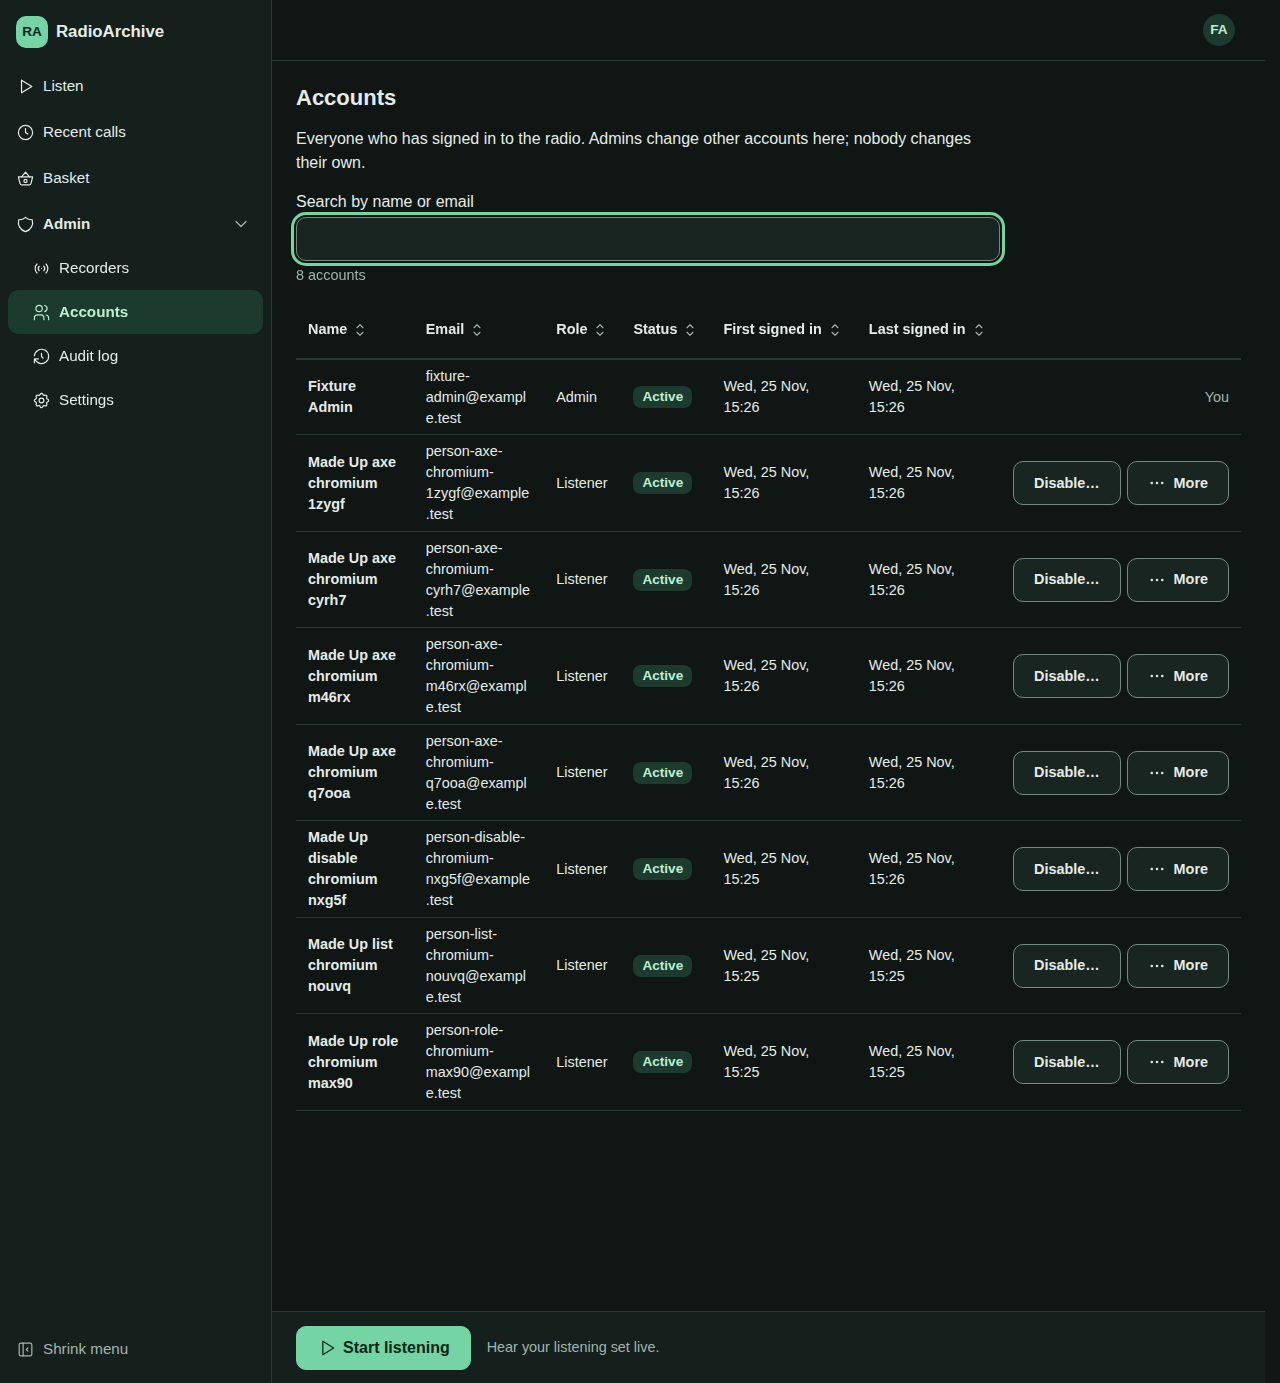 RA RadioArchive
FA
Listen
Recent calls
Basket
Admin
Recorders
Accounts
Audit log
Settings
Shrink menu
Accounts
Everyone who has signed in to the radio. Admins change other accounts here; nobody changes
their own.
Search by name or email
8 accounts
Name Email Role Status First signed in Last signed in
Fixture
Admin
fixture-
admin@exampl
e.test
Admin
Active
Wed, 25 Nov,
15:26
Wed, 25 Nov,
15:26
You
Made Up axe
chromium
1zygf
person-axe-
chromium-
1zygf@example
.test
Listener
Active
Wed, 25 Nov,
15:26
Wed, 25 Nov,
15:26
Disable…
More
Made Up axe
chromium
cyrh7
person-axe-
chromium-
cyrh7@example
.test
Listener
Active
Wed, 25 Nov,
15:26
Wed, 25 Nov,
15:26
Disable…
More
Made Up axe
chromium
m46rx
person-axe-
chromium-
m46rx@exampl
e.test
Listener
Active
Wed, 25 Nov,
15:26
Wed, 25 Nov,
15:26
Disable…
More
Made Up axe
chromium
q7ooa
person-axe-
chromium-
q7ooa@exampl
e.test
Listener
Active
Wed, 25 Nov,
15:26
Wed, 25 Nov,
15:26
Disable…
More
Made Up
disable
chromium
nxg5f
person-disable-
chromium-
nxg5f@example
.test
Listener
Active
Wed, 25 Nov,
15:25
Wed, 25 Nov,
15:26
Disable…
More
Made Up list
chromium
nouvq
person-list-
chromium-
nouvq@exampl
e.test
Listener
Active
Wed, 25 Nov,
15:25
Wed, 25 Nov,
15:25
Disable…
More
Made Up role
chromium
max90
person-role-
chromium-
max90@exampl
e.test
Listener
Active
Wed, 25 Nov,
15:25
Wed, 25 Nov,
15:25
Disable…
More
Start listening
Hear your listening set live.